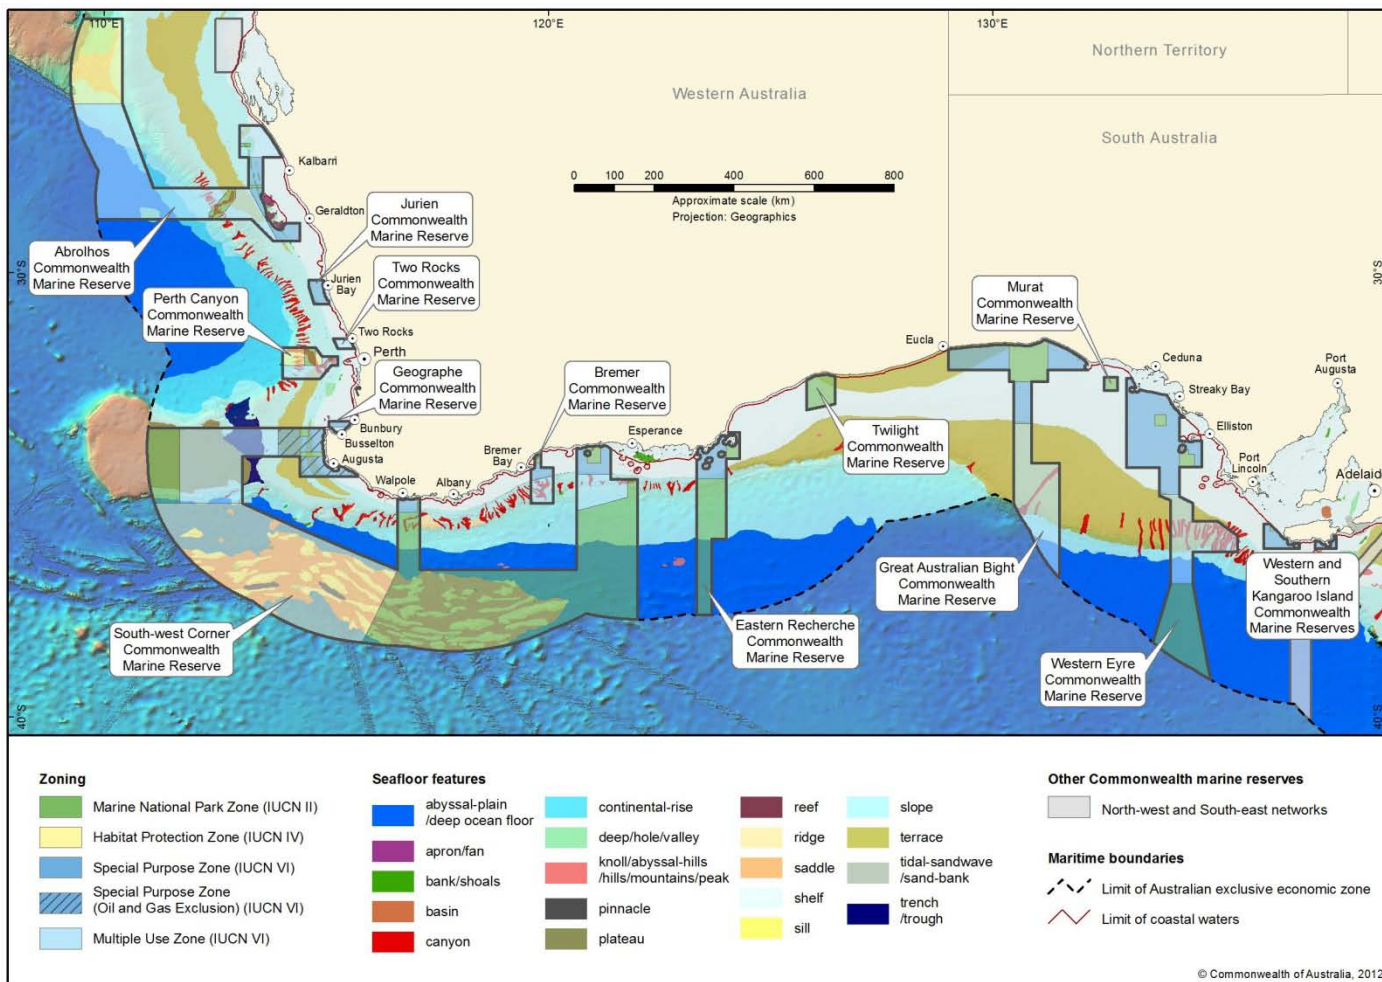 110°E
120°E
130°E
Northern Territory
Western Australia
South Australia
Kalbarri
0 100 200 400 600 800
Approximate scale (km)
Projection: Geographics
Jurien
Commonwealth
Marine Reserve
Geraldton
Abrolhos
Commonwealth
Marine Reserve
Two Rocks
Commonwealth
Marine Reserve
30°S
30°S
Jurien
Bay
Perth Canyon
Commonwealth
Marine Reserve
Murat
Commonwealth
Marine Reserve
Two Rocks
Perth
Eucla
Ceduna
Port
Augusta
Geographe
Commonwealth
Marine Reserve
Bremer
Commonwealth
Marine Reserve
Streaky Bay
Bunbury
Busselton
Augusta
Esperance
Twilight
Commonwealth
Marine Reserve
Elliston
Bremer
Bay
Port
Lincoln
Adelaid
Walpole
Albany
Great Australian Bight
Commonwealth
Marine Reserve
Western and
Southern
Kangaroo Island
Commonwealth
Marine Reserves
South-west Corner
Commonwealth
Marine Reserve
Eastern Recherche
Commonwealth
Marine Reserve
Western Eyre
Commonwealth
Marine Reserve
40°S
40°S
Zoning
Marine National Park Zone (IUCN II)
Habitat Protection Zone (IUCN IV)
Special Purpose Zone (IUCN VI)
Special Purpose Zone
(Oil and Gas Exclusion) (IUCN VI)
Multiple Use Zone (IUCN VI)
Seafloor features
abyssal-plain
/deep ocean floor
apron/fan
bank/shoals
basin
canyon
continental-rise
deep/hole/valley
knoll/abyssal-hills
/hills/mountains/peak
pinnacle
plateau
reef
ridge
saddle
shelf
sill
slope
terrace
tidal-sandwave
/sand-bank
trench
/trough
Other Commonwealth marine reserves
North-west and South-east networks
Maritime boundaries
Limit of Australian exclusive economic zone
Limit of coastal waters
© Commonwealth of Australia, 2012